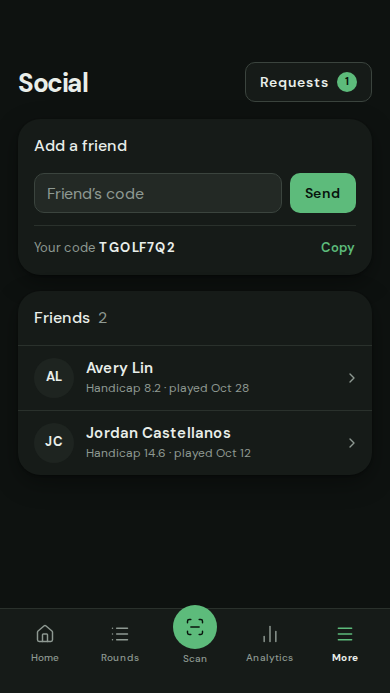 Social
Requests 1
Add a friend
Friend's code
Send
Your code TGOLF7Q2
Copy
Friends 2
AL
Avery Lin
Handicap 8.2 · played Oct 28
JC
Jordan Castellanos
Handicap 14.6 · played Oct 12
Home
Rounds
Scan
Analytics
More